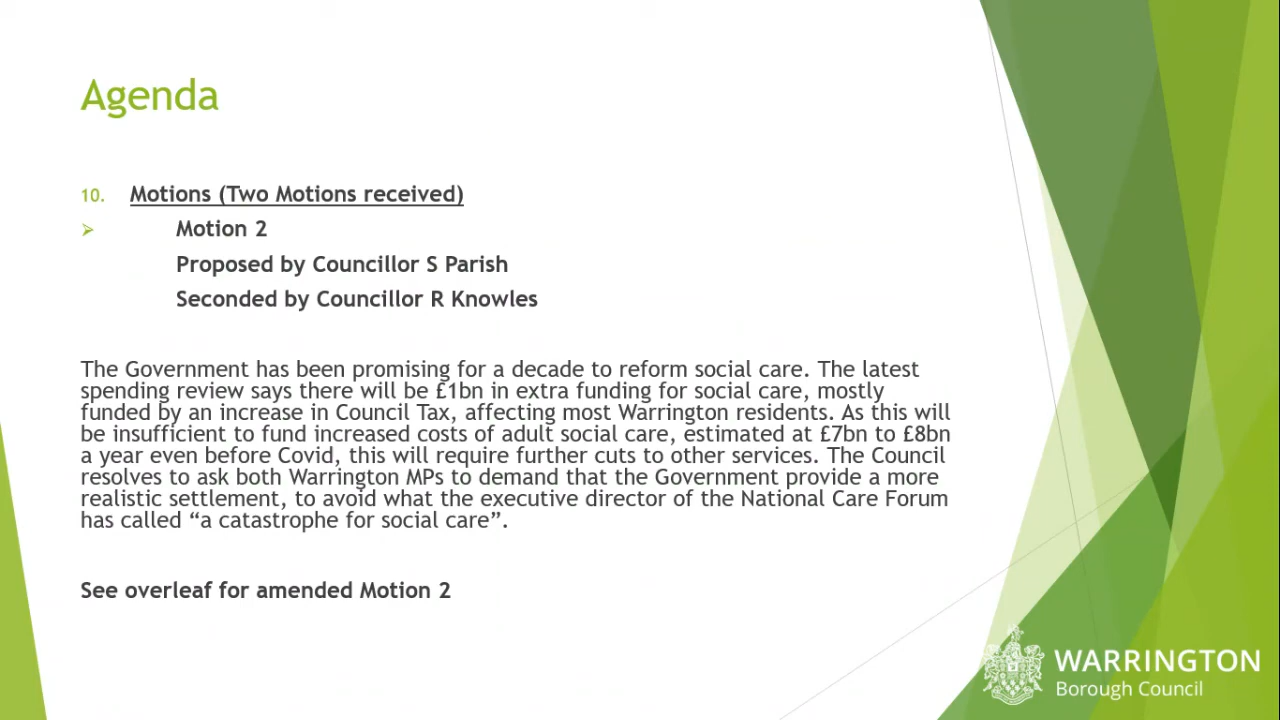 Agenda
10. Motions (Two Motions received)
Motion 2
Proposed by Councillor S Parish
Seconded by Councillor R Knowles
The Government has been promising for a decade to reform social care. The latest
spending review says there will be £1bn in extra funding for social care, mostly
funded by an increase in Council Tax, affecting most Warrington residents. As this will
be insufficient to fund increased costs of adult social care, estimated at £7bn to £8bn
a year even before Covid, this will require further cuts to other services. The Council
resolves to ask both Warrington MPs to demand that the Government provide a more
realistic settlement, to avoid what the executive director of the National Care Forum
has called “a catastrophe for social care”.
See overleaf for amended Motion 2
WARRINGTON
Borough Council